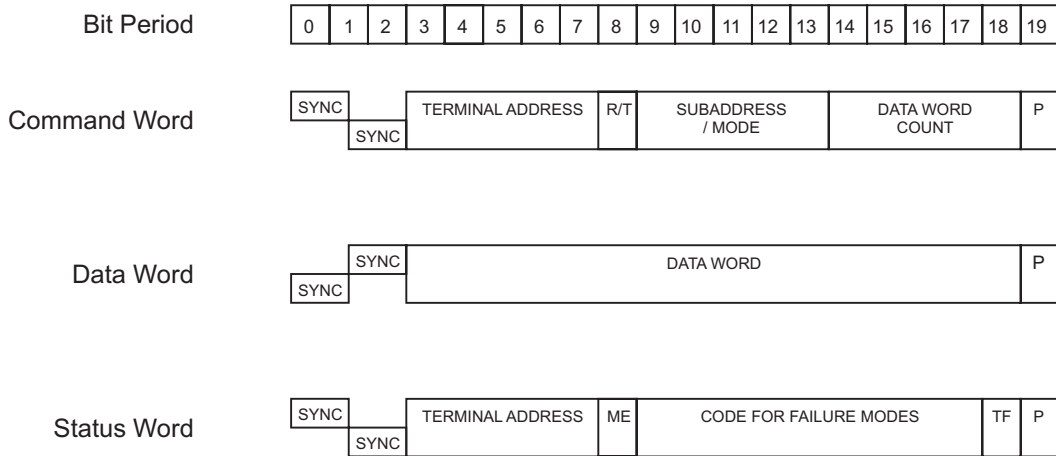 Bit Period 0 1 2 3 4 5 6 7 8 9 10 11 12 13 14 15 16 17 18 19
Command Word
SYNC TERMINAL ADDRESS R/T SUBADDRESS DATA WORD P
/ MODE COUNT
SYNC
Data Word
SYNC DATA WORD P
SYNC
Status Word
SYNC TERMINAL ADDRESS ME CODE FOR FAILURE MODES TF P
SYNC